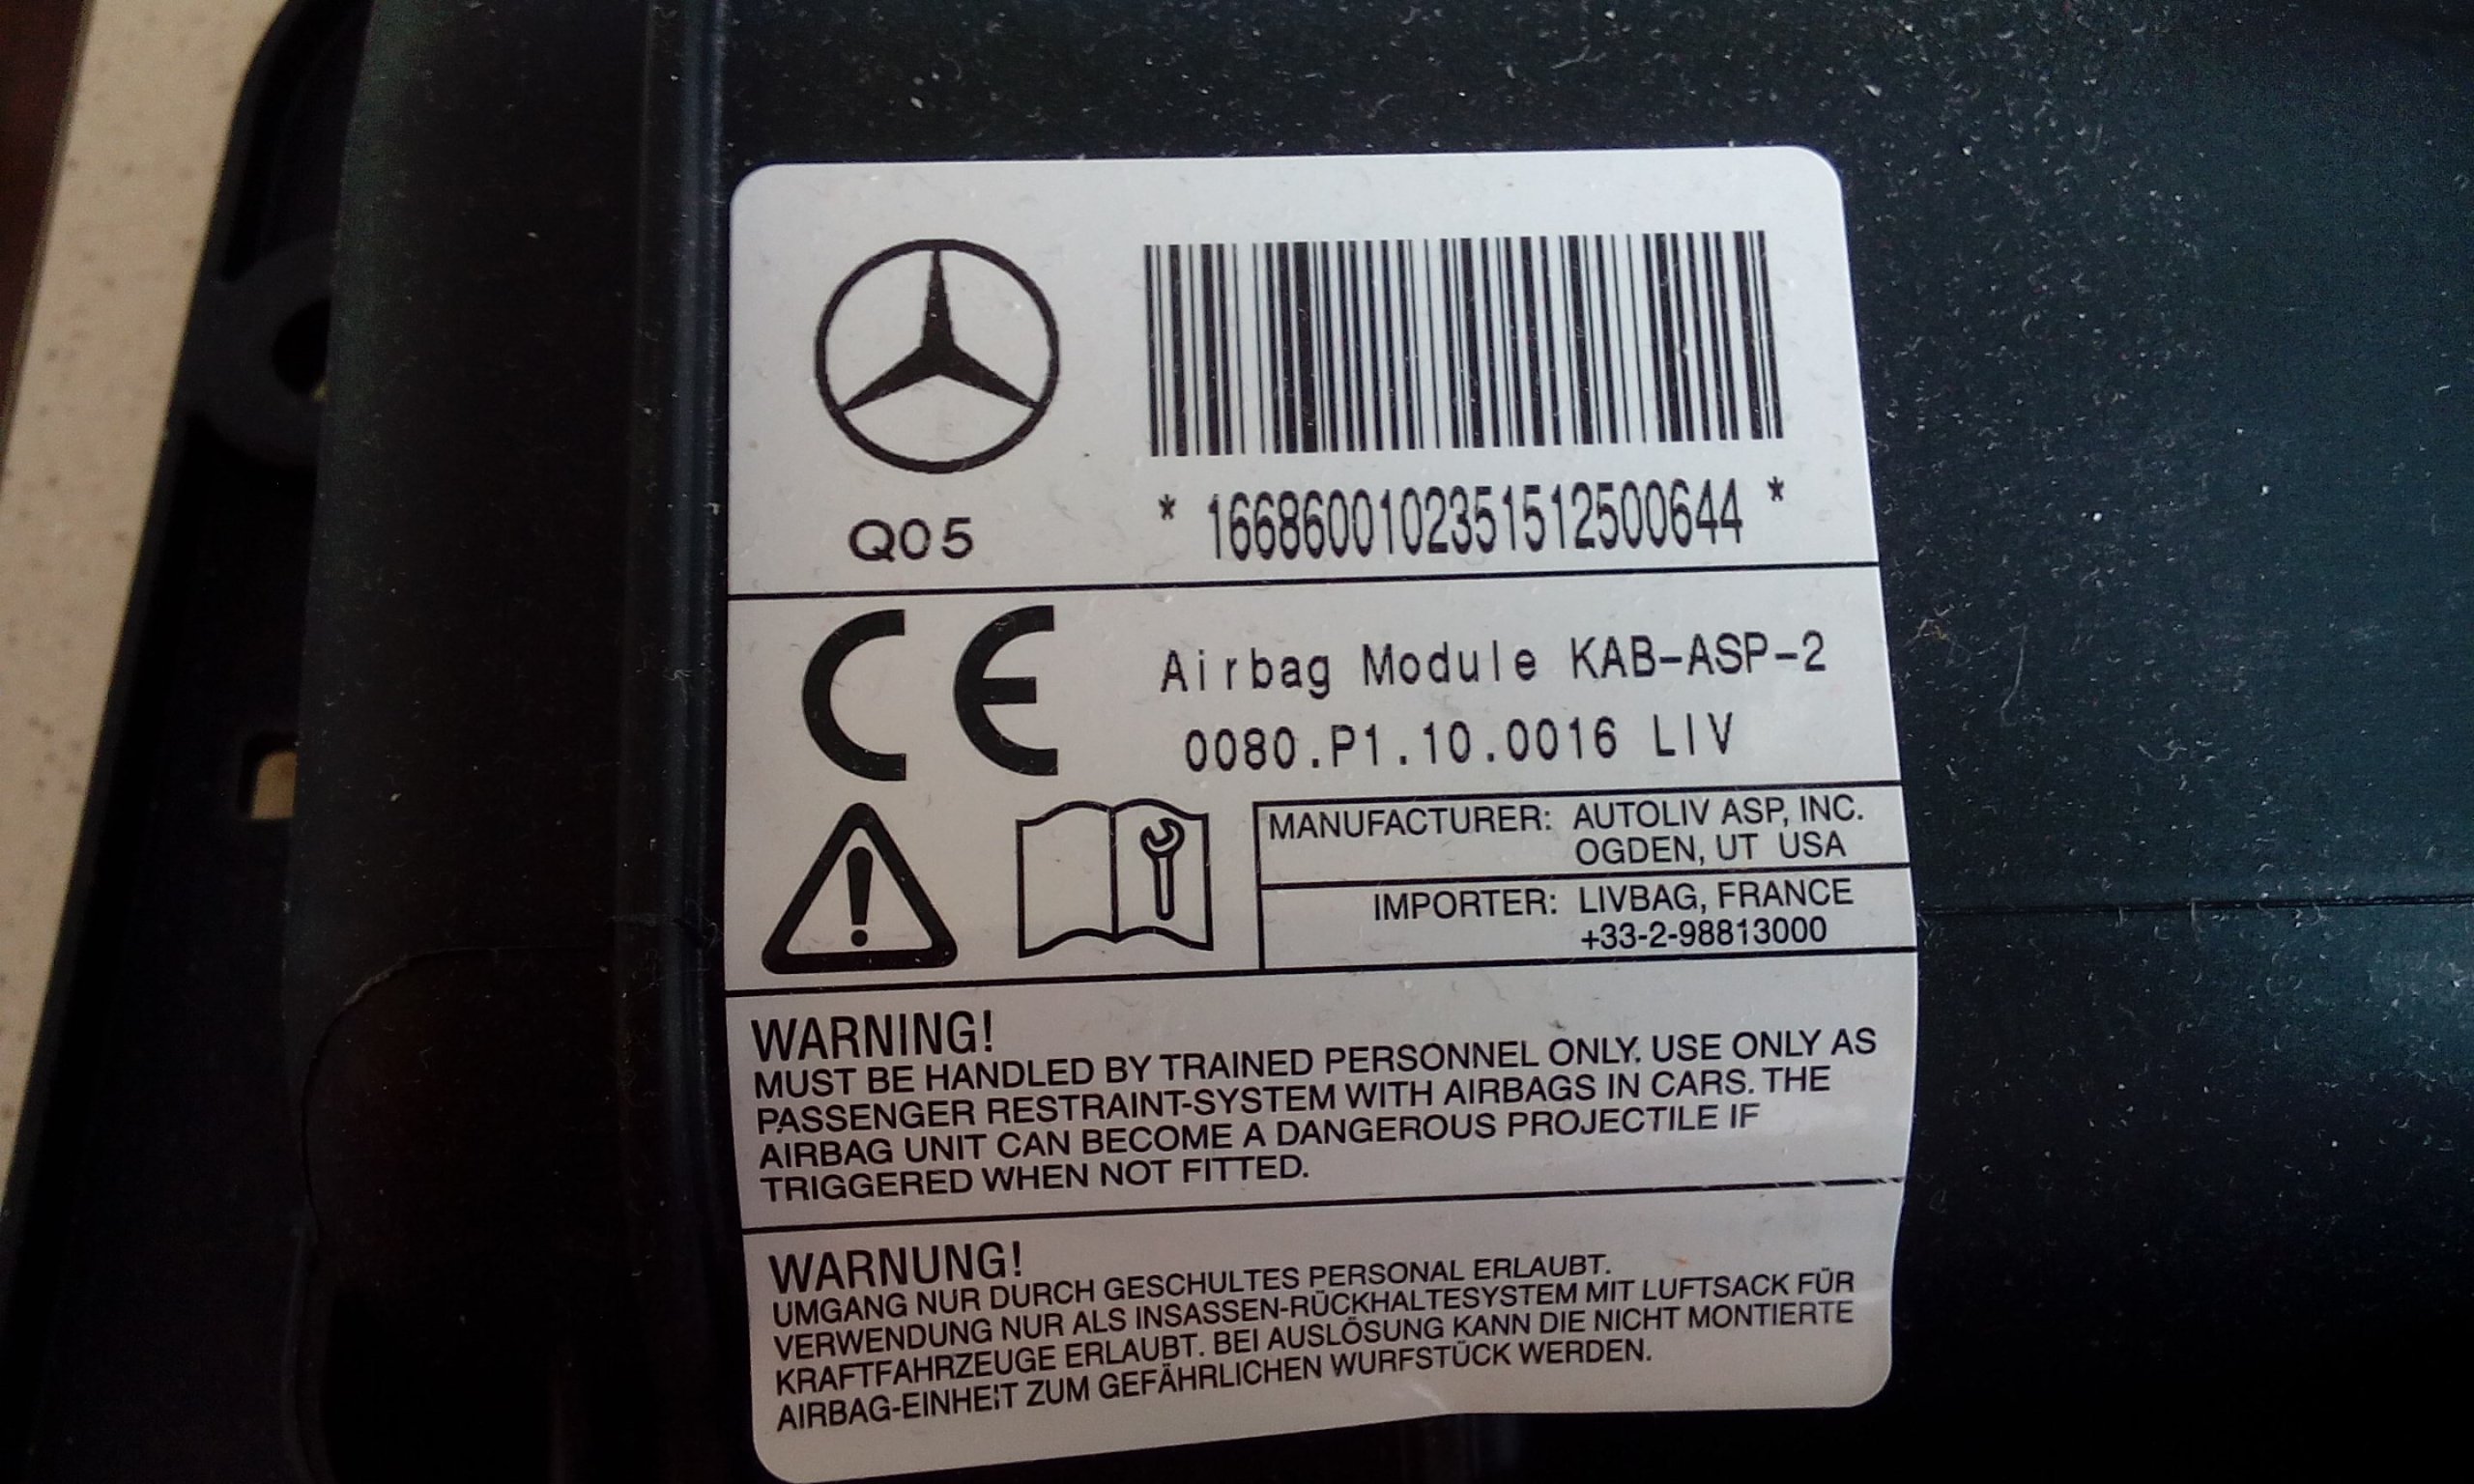 * 1668600102351512500644 *
Q05
CE
Airbag Module KAB-ASP-2
0080.P1.10.0016 LIV
MANUFACTURER: AUTOLIV ASP, INC.
OGDEN, UT USA
IMPORTER: LIVBAG, FRANCE
+33-2-98813000
WARNING!
MUST BE HANDLED BY TRAINED PERSONNEL ONLY. USE ONLY AS
PASSENGER RESTRAINT-SYSTEM WITH AIRBAGS IN CARS. THE
AIRBAG UNIT CAN BECOME A DANGEROUS PROJECTILE IF
TRIGGERED WHEN NOT FITTED.
WARNUNG!
UMGANG NUR DURCH GESCHULTES PERSONAL ERLAUBT.
VERWENDUNG NUR ALS INSASSEN-RÜCKHALTESYSTEM MIT LUFTSACK FÜR
KRAFTFAHRZEUGE ERLAUBT. BEI AUSLÖSUNG KANN DIE NICHT MONTIERTE
AIRBAG-EINHEIT ZUM GEFÄHRLICHEN WURFSTÜCK WERDEN.